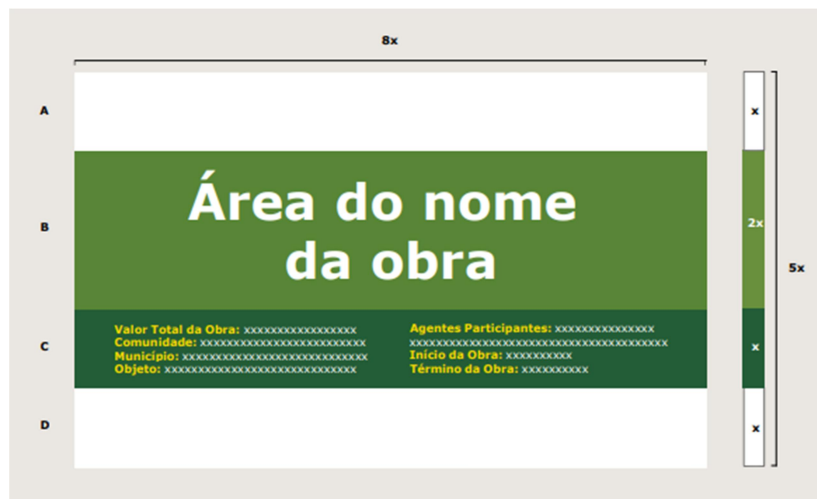 8x
A
x
Área do nome
da obra
B
2x
5x
Valor Total da Obra: xxxxxxxxxxxxxxxxx
Comunidade: xxxxxxxxxxxxxxxxxxxxxxxxx
Município: xxxxxxxxxxxxxxxxxxxxxxxxxxxx
Objeto: xxxxxxxxxxxxxxxxxxxxxxxxxxxxx
Agentes Participantes: xxxxxxxxxxxxxxx
xxxxxxxxxxxxxxxxxxxxxxxxxxxxxxxxxxxxxxx
Início da Obra: xxxxxxxxxx
Término da Obra: xxxxxxxxxx
C
x
D
x